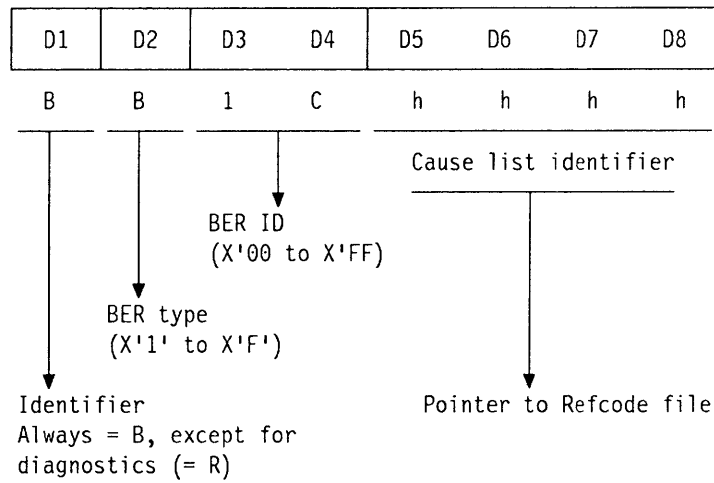 D1 D2 D3 D4 D5 D6 D7 D8
B B 1 C h h h h
Cause list identifier
BER ID
(X'00 to X'FF)
BER type
(X'1' to X'F')
Identifier
Always = B, except for
diagnostics (= R)
Pointer to Refcode file